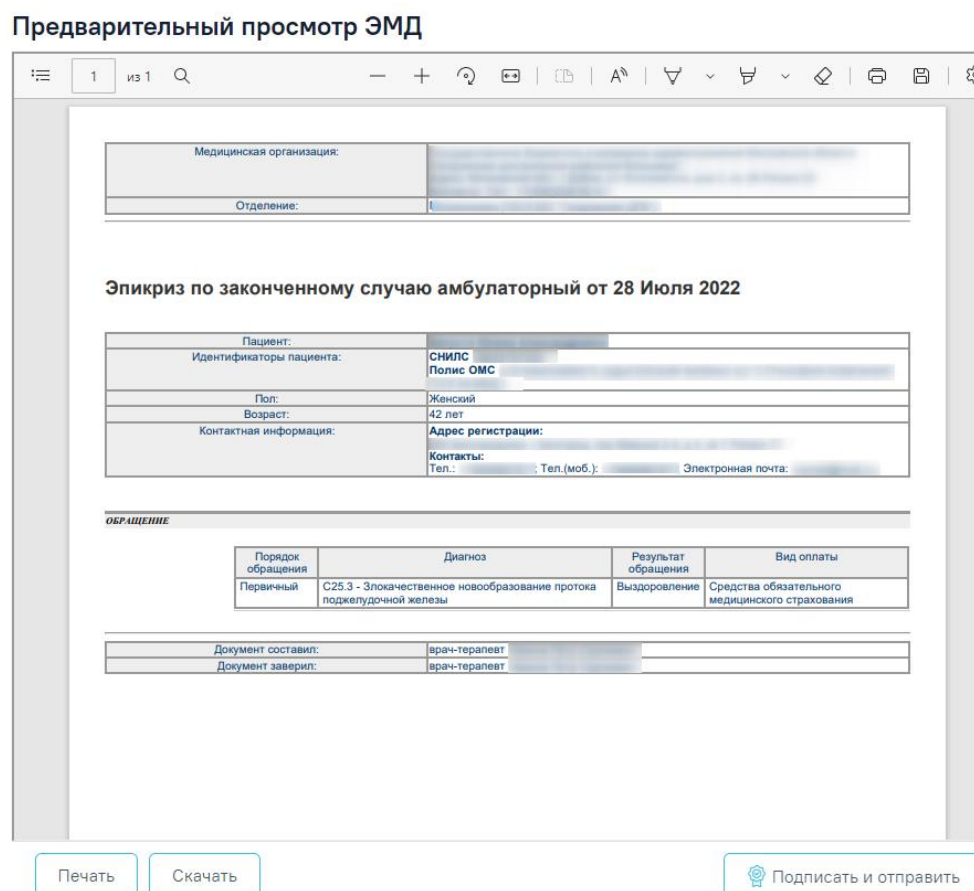 Предварительный просмотр ЭМД
1 из 1
Медицинская организация:
Отделение:
Эпикриз по законченному случаю амбулаторный от 28 Июля 2022
Пациент:
Идентификаторы пациента: СНИЛС
Полис ОМС
Пол: Женский
Возраст: 42 лет
Контактная информация: Адрес регистрации:
Контакты:
Тел.: ; Тел.(моб.): Электронная почта:
ОБРАЩЕНИЕ
Порядок Диагноз Результат Вид оплаты
обращения обращения
Первичный C25.3 - Злокачественное новообразование протока Выздоровление Средства обязательного
поджелудочной железы медицинского страхования
Документ составил: врач-терапевт
Документ заверил: врач-терапевт
Печать Скачать Подписать и отправить